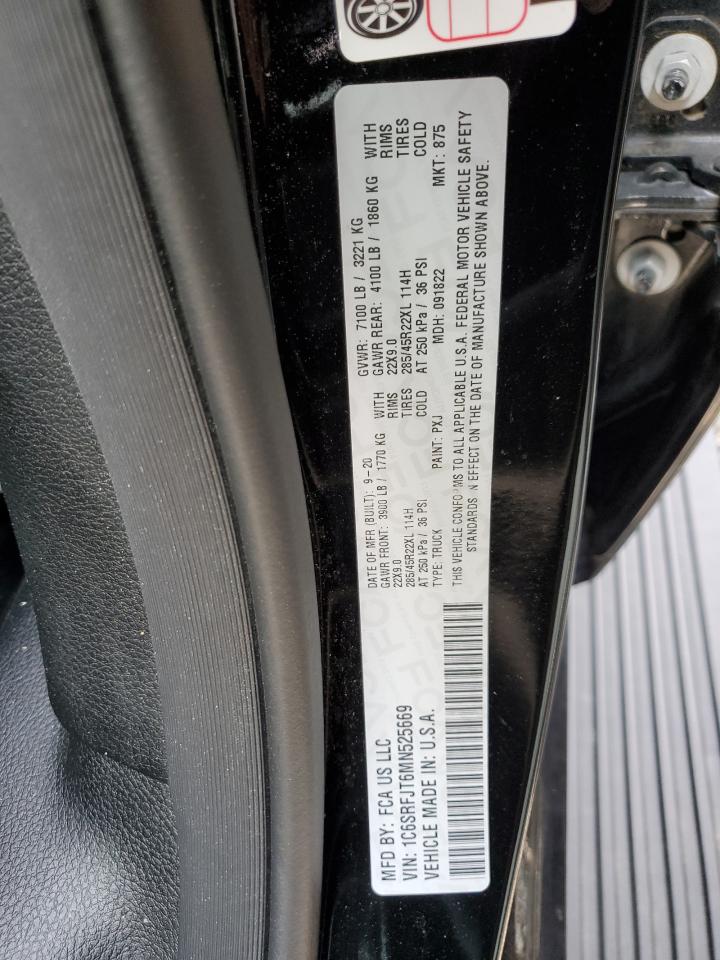 MFD BY: FCA US LLC
VIN: 1C6SRFJT6MN525669
VEHICLE MADE IN: U.S.A.
DATE OF MFR (BUILT): 9-20 GVWR: 7100 LB / 3221 KG
GAWR FRONT: 3900 LB / 1770 KG WITH GAWR REAR: 4100 LB / 1860 KG WITH
22X9.0 RIMS 22X9.0 RIMS
285/45R22XL 114H TIRES 285/45R22XL 114H TIRES
AT 250 kPa / 36 PSI COLD AT 250 kPa / 36 PSI COLD
TYPE: TRUCK PAINT: PXJ MDH: 091822 MKT: 875
THIS VEHICLE CONFO MS TO ALL APPLICABLE U.S.A. FEDERAL MOTOR VEHICLE SAFETY
STANDARDS N EFFECT ON THE DATE OF MANUFACTURE SHOWN ABOVE.